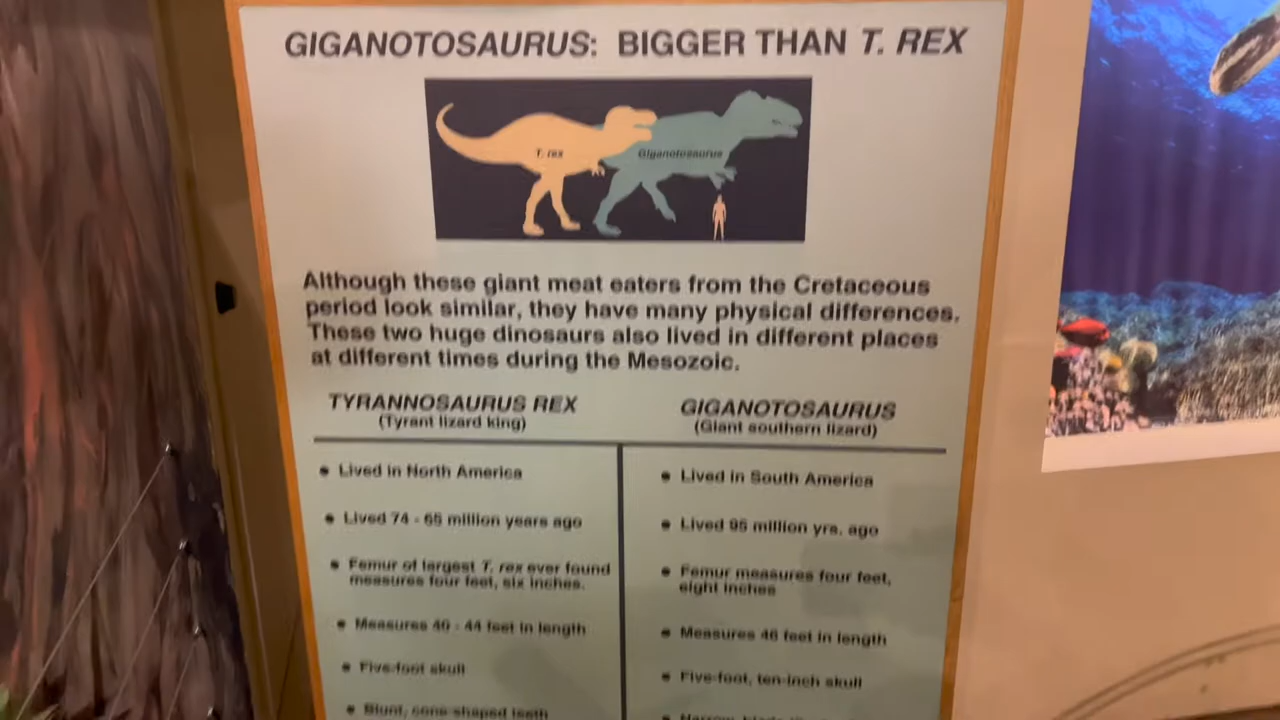 GIGANOTOSAURUS: BIGGER THAN T. REX
T. rex
Giganotosaurus
Although these giant meat eaters from the Cretaceous
period look similar, they have many physical differences.
These two huge dinosaurs also lived in different places
at different times during the Mesozoic.
TYRANNOSAURUS REX
(Tyrant lizard king)
• Lived in North America
• Lived 74 - 65 million years ago
• Femur of largest T. rex ever found
measures four feet, six inches.
• Measures 40 - 44 feet in length
• Five-foot skull
• Blunt, cone-shaped teeth
GIGANOTOSAURUS
(Giant southern lizard)
• Lived in South America
• Lived 95 million yrs. ago
• Femur measures four feet,
eight inches
• Measures 46 feet in length
• Five-foot, ten-inch skull